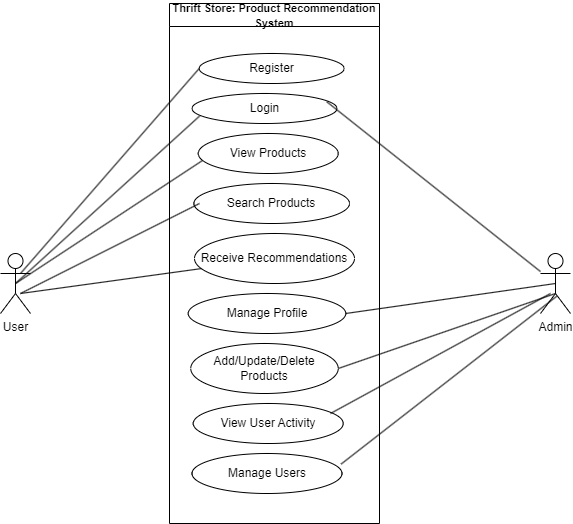 Thrift Store: Product Recommendation
System
Register
Login
View Products
Search Products
Receive Recommendations
User
Manage Profile
Admin
Add/Update/Delete
Products
View User Activity
Manage Users